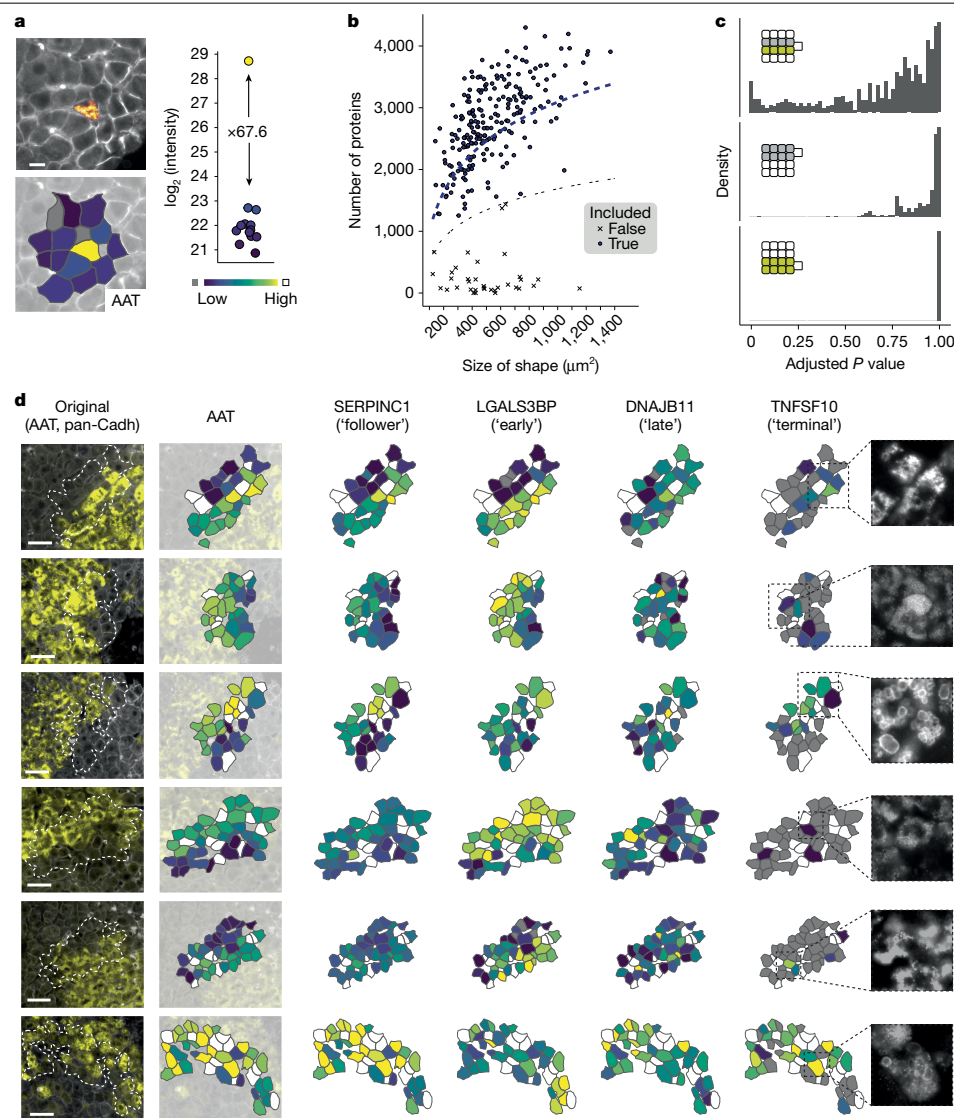 a
29
28
27
26
25
24
23
22
21
log2 (intensity)
×67.6
AAT
Low
High
b
4,000
3,000
2,000
1,000
0
Number of proteins
Included
False
True
200
400
600
800
1,000
1,200
1,400
Size of shape (μm²)
c
Density
0
0.25
0.50
0.75
1.00
Adjusted P value
d
Original
(AAT, pan-Cadh)
AAT
SERPINC1
('follower')
LGALS3BP
('early')
DNAJB11
('late')
TNFSF10
('terminal')